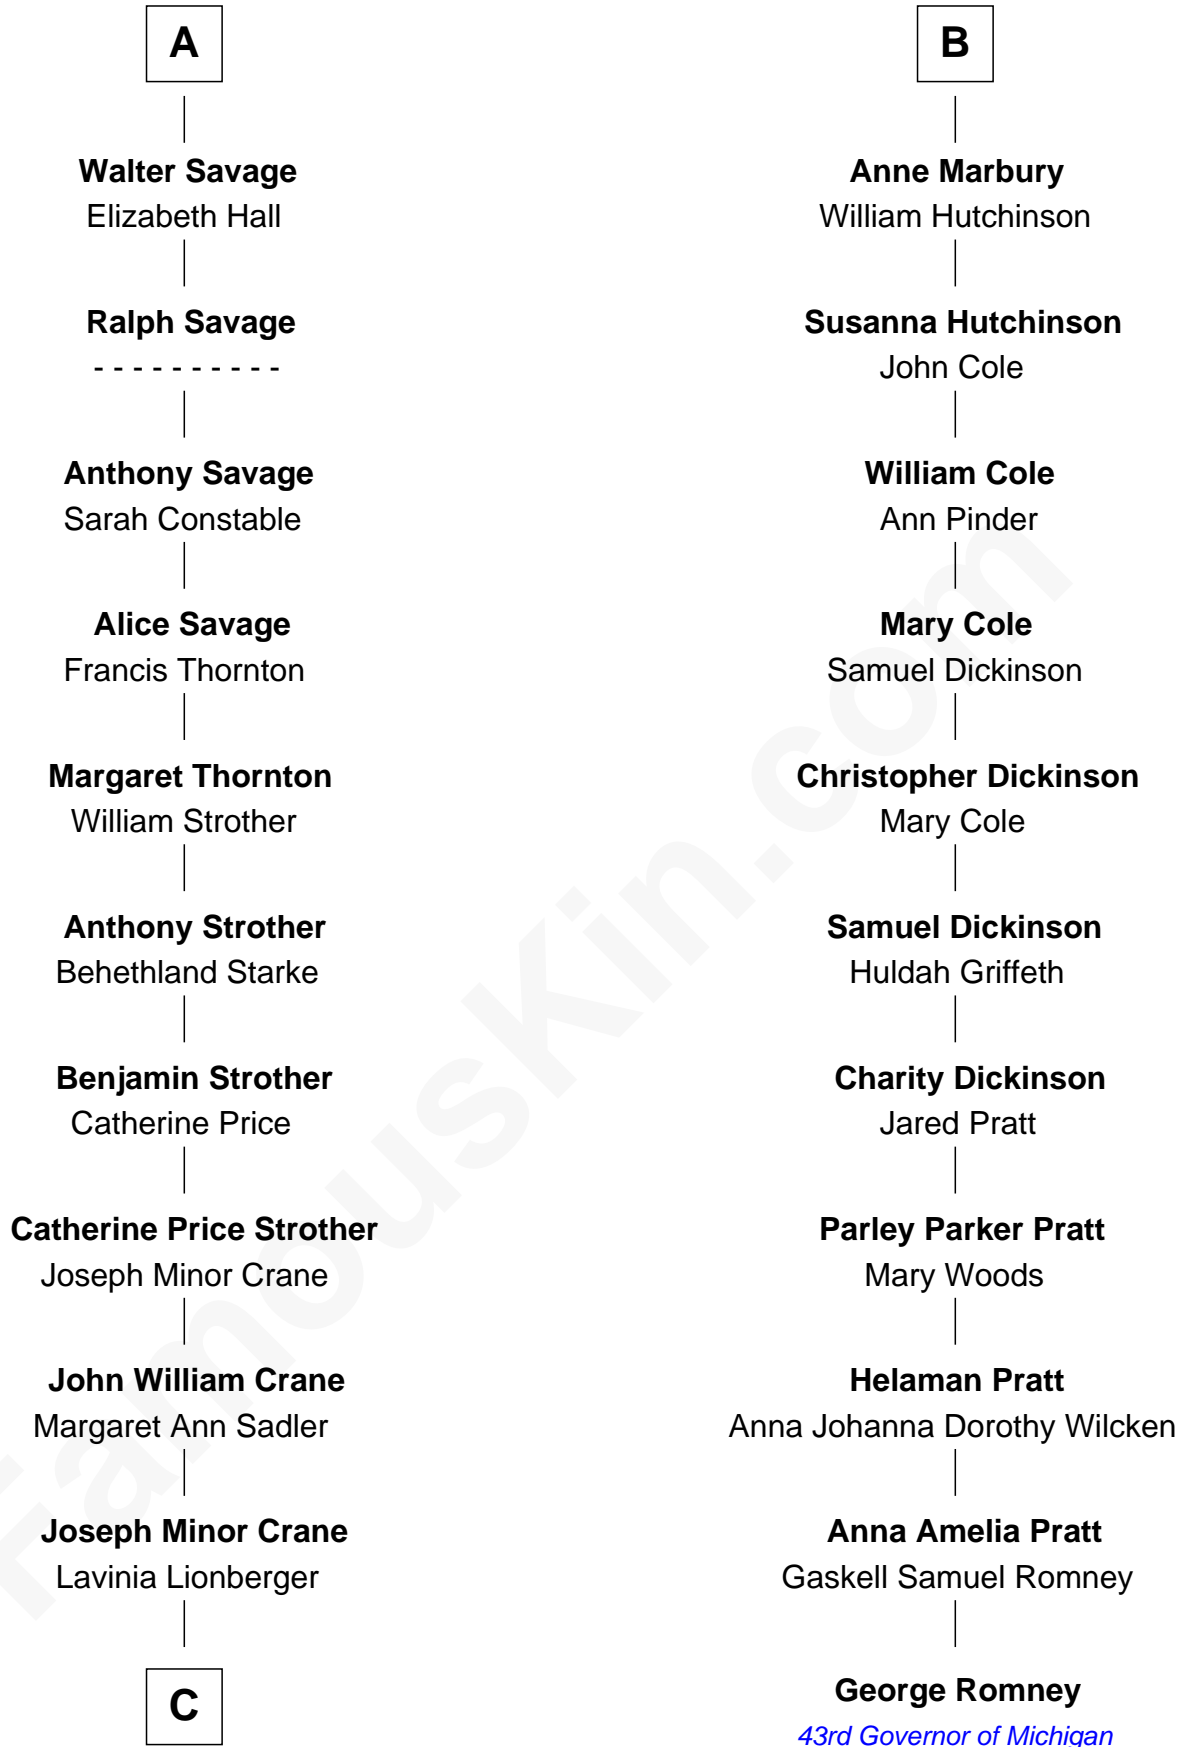 A
Walter Savage
Elizabeth Hall
Ralph Savage
- - - - - - - - - -
Anthony Savage
Sarah Constable
Alice Savage
Francis Thornton
Margaret Thornton
William Strother
Anthony Strother
Behethland Starke
Benjamin Strother
Catherine Price
Catherine Price Strother
Joseph Minor Crane
John William Crane
Margaret Ann Sadler
Joseph Minor Crane
Lavinia Lionberger
C
B
Anne Marbury
William Hutchinson
Susanna Hutchinson
John Cole
William Cole
Ann Pinder
Mary Cole
Samuel Dickinson
Christopher Dickinson
Mary Cole
Samuel Dickinson
Huldah Griffeth
Charity Dickinson
Jared Pratt
Parley Parker Pratt
Mary Woods
Helaman Pratt
Anna Johanna Dorothy Wilcken
Anna Amelia Pratt
Gaskell Samuel Romney
George Romney
43rd Governor of Michigan
FamousKin.com